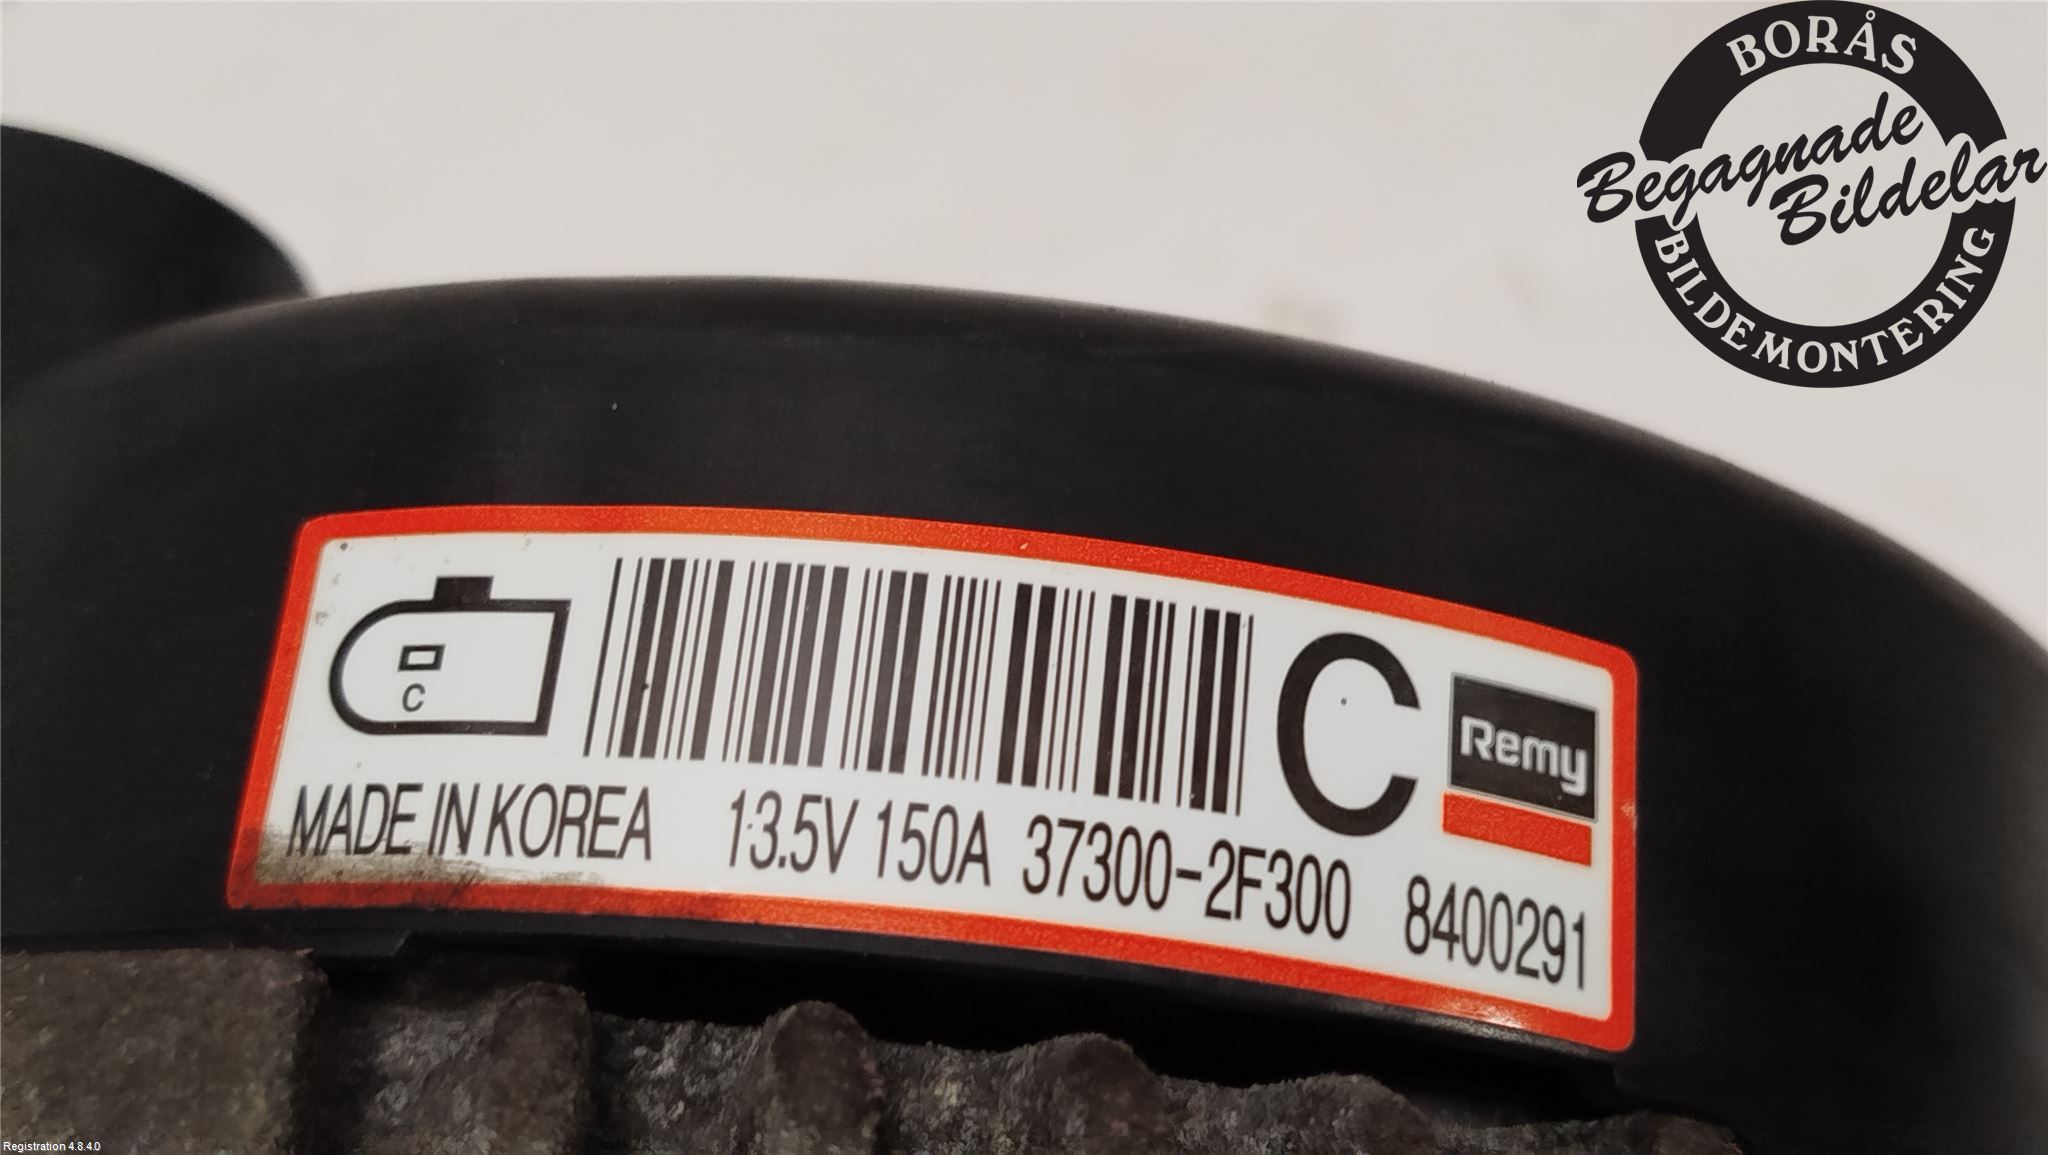 BORÅS
Begagnade
Bildelar
BILDEMONTERING
C
C
Remy
MADE IN KOREA 13.5V 150A 37300-2F300 8400291
Registration 4.8.4.0